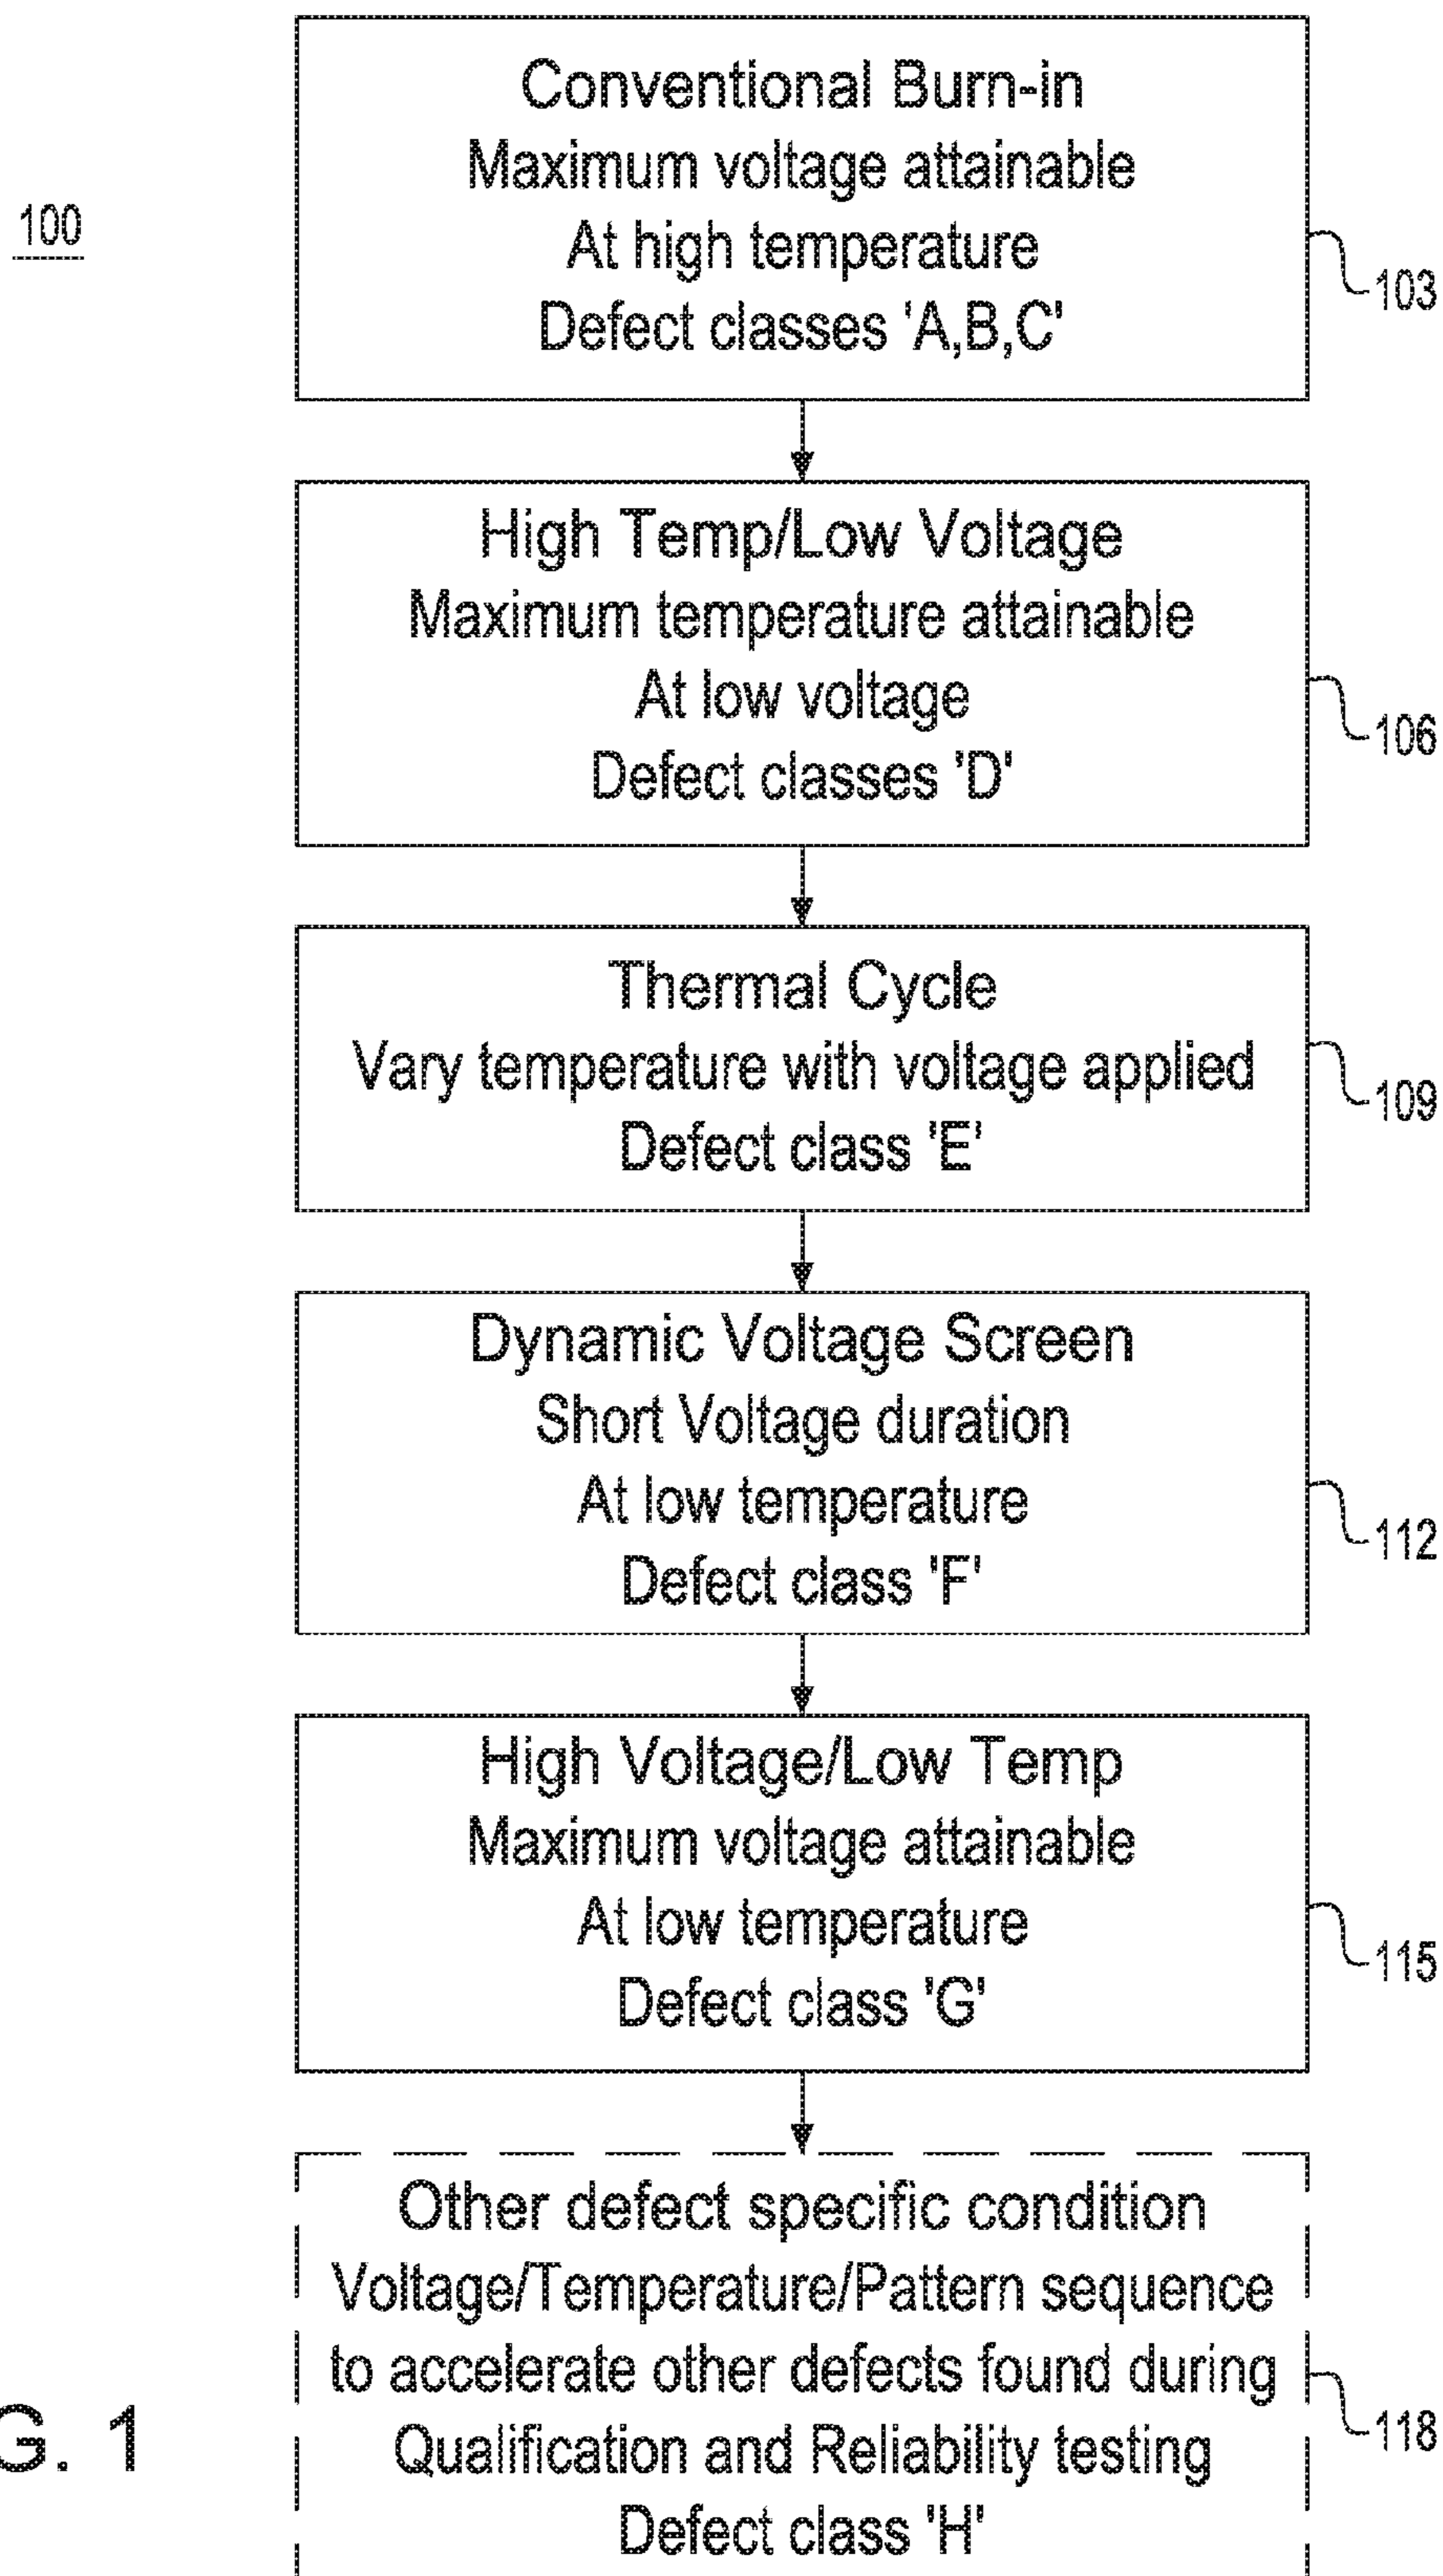 100
Conventional Burn-in
Maximum voltage attainable
At high temperature
Defect classes 'A,B,C'
103
High Temp/Low Voltage
Maximum temperature attainable
At low voltage
Defect classes 'D'
106
Thermal Cycle
Vary temperature with voltage applied
Defect class 'E'
109
Dynamic Voltage Screen
Short Voltage duration
At low temperature
Defect class 'F'
112
High Voltage/Low Temp
Maximum voltage attainable
At low temperature
Defect class 'G'
115
Other defect specific condition
Voltage/Temperature/Pattern sequence
to accelerate other defects found during
Qualification and Reliability testing
Defect class 'H'
118
G. 1